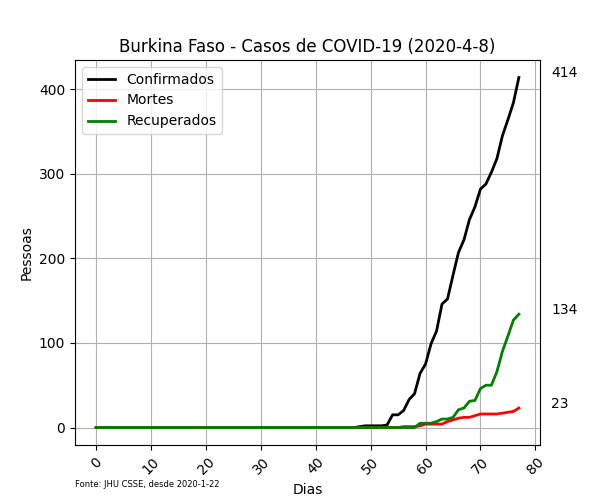 Burkina Faso - Casos de COVID-19 (2020-4-8)
Confirmados
Mortes
Recuperados
414
134
23
Pessoas
400
300
200
100
0
0 10 20 30 40 50 60 70 80
Fonte: JHU CSSE, desde 2020-1-22
Dias